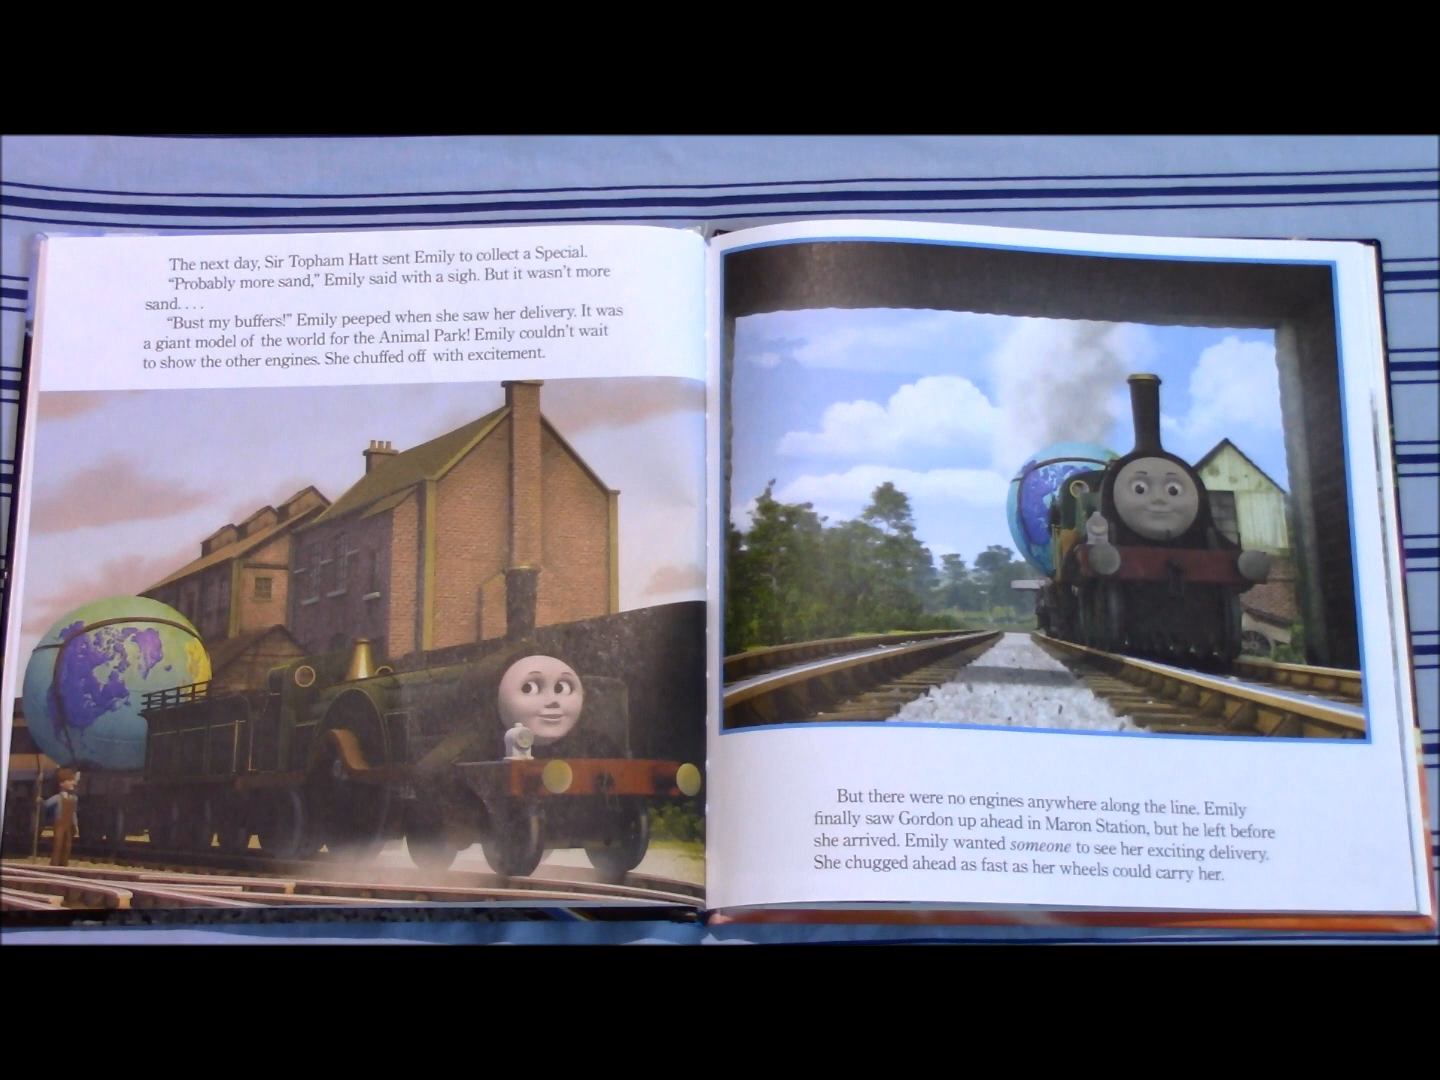 The next day, Sir Topham Hatt sent Emily to collect a Special.
“Probably more sand,” Emily said with a sigh. But it wasn’t more
sand. . . .
“Bust my buffers!” Emily peeped when she saw her delivery. It was
a giant model of the world for the Animal Park! Emily couldn’t wait
to show the other engines. She chuffed off with excitement.
But there were no engines anywhere along the line. Emily
finally saw Gordon up ahead in Maron Station, but he left before
she arrived. Emily wanted someone to see her exciting delivery.
She chugged ahead as fast as her wheels could carry her.